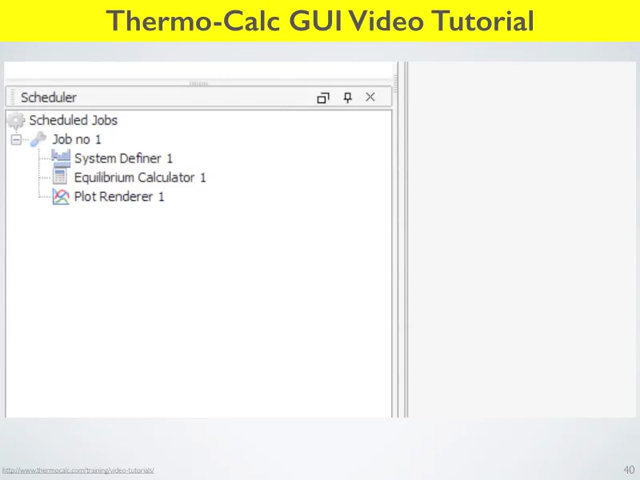 Thermo-Calc GUI Video Tutorial
Scheduler
Scheduled Jobs
Job no 1
System Definer 1
Equilibrium Calculator 1
Plot Renderer 1
http://www.thermocalc.com/training/video-tutorials/
40